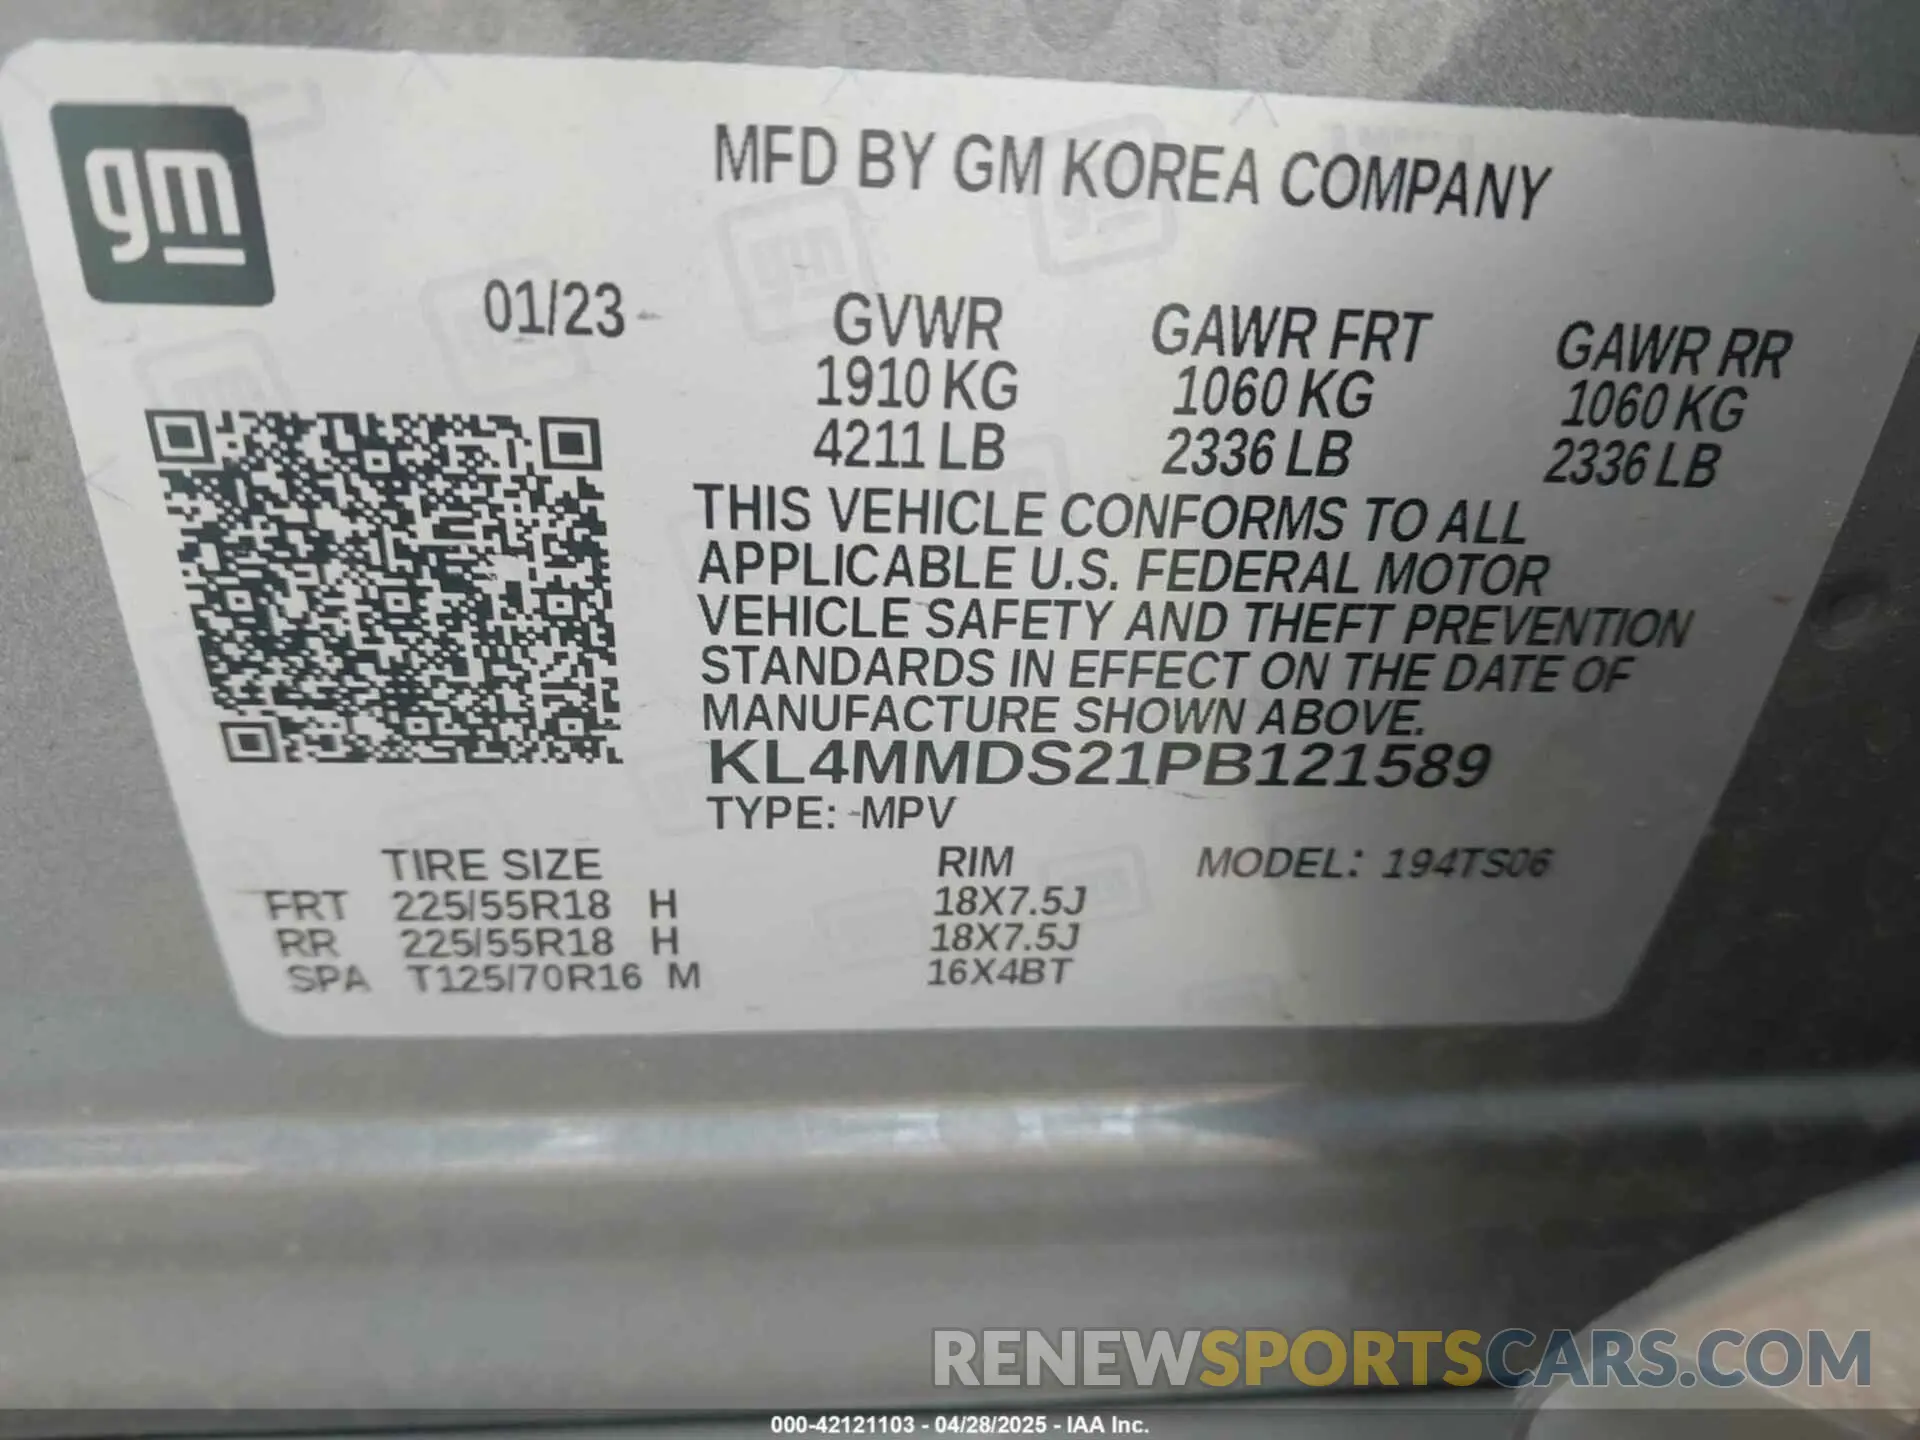 gm
MFD BY GM KOREA COMPANY
01/23
GVWR GAWR FRT GAWR RR
1910 KG 1060 KG 1060 KG
4211 LB 2336 LB 2336 LB
THIS VEHICLE CONFORMS TO ALL
APPLICABLE U.S. FEDERAL MOTOR
VEHICLE SAFETY AND THEFT PREVENTION
STANDARDS IN EFFECT ON THE DATE OF
MANUFACTURE SHOWN ABOVE.
KL4MMDS21PB121589
TYPE: MPV
TIRE SIZE RIM MODEL: 194TS06
FRT 225/55R18 H 18X7.5J
RR 225/55R18 H 18X7.5J
SPA T125/70R16 M 16X4BT
RENEWSPORTSCARS.COM
000-42121103 - 04/28/2025 - IAA Inc.